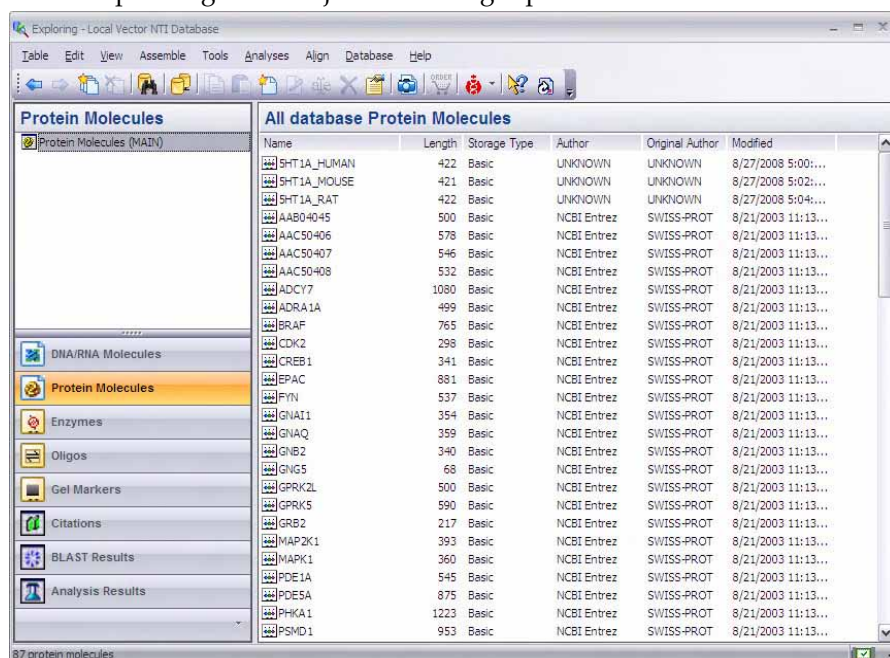 Exploring - Local Vector NTI Database
Table Edit View Assemble Tools Analyses Align Database Help
ORDER
Protein Molecules
Protein Molecules (MAIN)
DNA/RNA Molecules
Protein Molecules
Enzymes
Oligos
Gel Markers
Citations
BLAST Results
Analysis Results
All database Protein Molecules
Name Length Storage Type Author Original Author Modified
5HT1A_HUMAN 422 Basic UNKNOWN UNKNOWN 8/27/2008 5:00:...
5HT1A_MOUSE 421 Basic UNKNOWN UNKNOWN 8/27/2008 5:02:...
5HT1A_RAT 422 Basic UNKNOWN UNKNOWN 8/27/2008 5:04:...
AAB04045 500 Basic NCBI Entrez SWISS-PROT 8/21/2003 11:13...
AAC50406 578 Basic NCBI Entrez SWISS-PROT 8/21/2003 11:13...
AAC50407 546 Basic NCBI Entrez SWISS-PROT 8/21/2003 11:13...
AAC50408 532 Basic NCBI Entrez SWISS-PROT 8/21/2003 11:13...
ADCY7 1080 Basic NCBI Entrez SWISS-PROT 8/21/2003 11:13...
ADRA1A 499 Basic NCBI Entrez SWISS-PROT 8/21/2003 11:13...
BRAF 765 Basic NCBI Entrez SWISS-PROT 8/21/2003 11:13...
CDK2 298 Basic NCBI Entrez SWISS-PROT 8/21/2003 11:13...
CREB1 341 Basic NCBI Entrez SWISS-PROT 8/21/2003 11:13...
EPAC 881 Basic NCBI Entrez SWISS-PROT 8/21/2003 11:13...
FYN 537 Basic NCBI Entrez SWISS-PROT 8/21/2003 11:13...
GNAI1 354 Basic NCBI Entrez SWISS-PROT 8/21/2003 11:13...
GNAQ 359 Basic NCBI Entrez SWISS-PROT 8/21/2003 11:13...
GNB2 340 Basic NCBI Entrez SWISS-PROT 8/21/2003 11:13...
GNG5 68 Basic NCBI Entrez SWISS-PROT 8/21/2003 11:13...
GPRK2L 500 Basic NCBI Entrez SWISS-PROT 8/21/2003 11:13...
GPRK5 590 Basic NCBI Entrez SWISS-PROT 8/21/2003 11:13...
GRB2 217 Basic NCBI Entrez SWISS-PROT 8/21/2003 11:13...
MAP2K1 393 Basic NCBI Entrez SWISS-PROT 8/21/2003 11:13...
MAPK1 360 Basic NCBI Entrez SWISS-PROT 8/21/2003 11:13...
PDE1A 545 Basic NCBI Entrez SWISS-PROT 8/21/2003 11:13...
PDE5A 875 Basic NCBI Entrez SWISS-PROT 8/21/2003 11:13...
PHKA1 1223 Basic NCBI Entrez SWISS-PROT 8/21/2003 11:13...
PSMD1 953 Basic NCBI Entrez SWISS-PROT 8/21/2003 11:13...
87 protein molecules